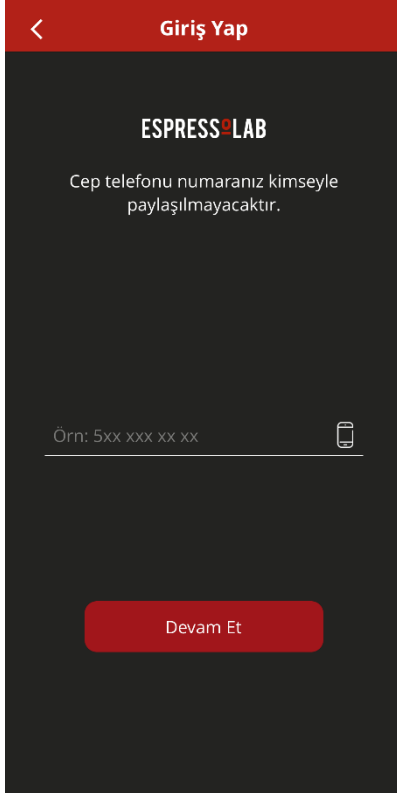 Giriş Yap
ESPRESSOLAB
Cep telefonu numaranız kimseyle
paylaşılmayacaktır.
Örn: 5xx xxx xx xx
Devam Et